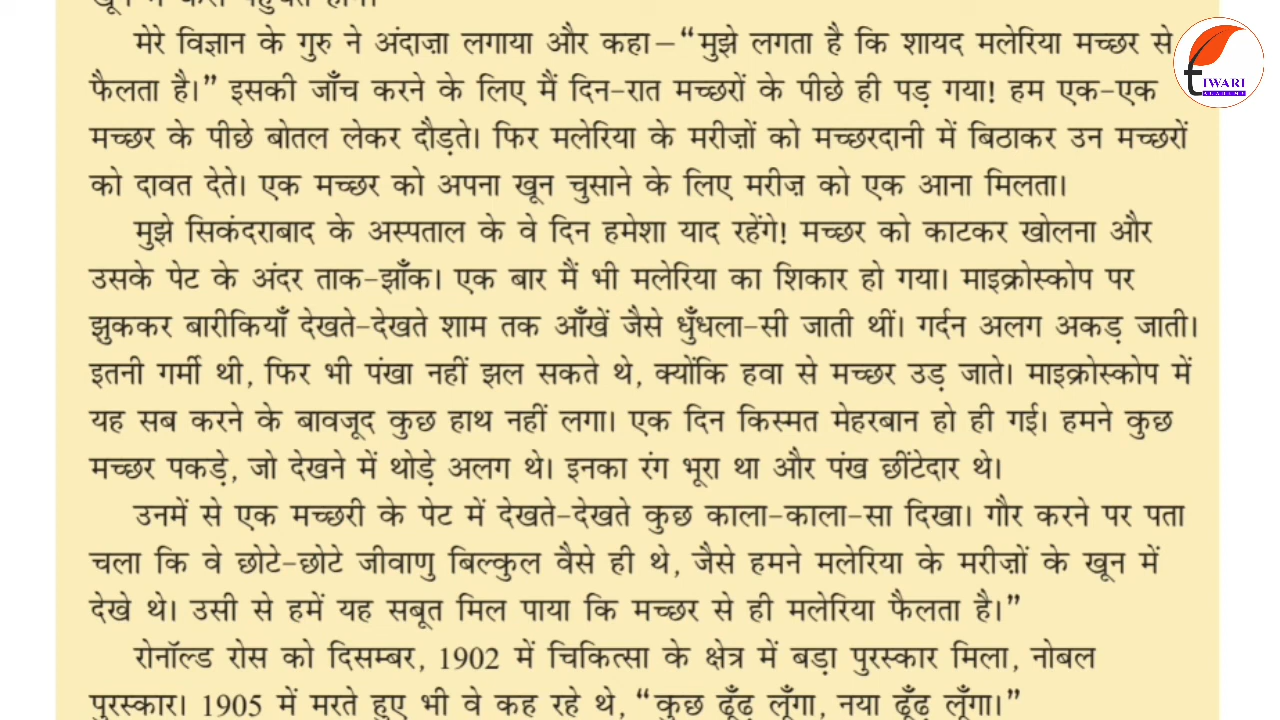 मेरे विज्ञान के गुरु ने अंदाज़ा लगाया और कहा–“मुझे लगता है कि शायद मलेरिया मच्छर से
फैलता है।” इसकी जाँच करने के लिए मैं दिन-रात मच्छरों के पीछे ही पड़ गया! हम एक-एक
मच्छर के पीछे बोतल लेकर दौड़ते। फिर मलेरिया के मरीज़ों को मच्छरदानी में बिठाकर उन मच्छरों
को दावत देते। एक मच्छर को अपना खून चुसाने के लिए मरीज़ को एक आना मिलता।
मुझे सिकंदराबाद के अस्पताल के वे दिन हमेशा याद रहेंगे! मच्छर को काटकर खोलना और
उसके पेट के अंदर ताक-झाँक। एक बार मैं भी मलेरिया का शिकार हो गया। माइक्रोस्कोप पर
झुककर बारीकियाँ देखते-देखते शाम तक आँखें जैसे धुँधला-सी जाती थीं। गर्दन अलग अकड़ जाती।
इतनी गर्मी थी, फिर भी पंखा नहीं झल सकते थे, क्योंकि हवा से मच्छर उड़ जाते। माइक्रोस्कोप में
यह सब करने के बावजूद कुछ हाथ नहीं लगा। एक दिन किस्मत मेहरबान हो ही गई। हमने कुछ
मच्छर पकड़े, जो देखने में थोड़े अलग थे। इनका रंग भूरा था और पंख छींटेदार थे।
उनमें से एक मच्छरी के पेट में देखते-देखते कुछ काला-काला-सा दिखा। गौर करने पर पता
चला कि वे छोटे-छोटे जीवाणु बिल्कुल वैसे ही थे, जैसे हमने मलेरिया के मरीज़ों के खून में
देखे थे। उसी से हमें यह सबूत मिल पाया कि मच्छर से ही मलेरिया फैलता है।”
रोनॉल्ड रोस को दिसम्बर, 1902 में चिकित्सा के क्षेत्र में बड़ा पुरस्कार मिला, नोबल
पुरस्कार। 1905 में मरते हुए भी वे कह रहे थे, “कुछ ढूँढ़ लूँगा, नया ढूँढ़ लूँगा।”
TIWARI
ACADEMY